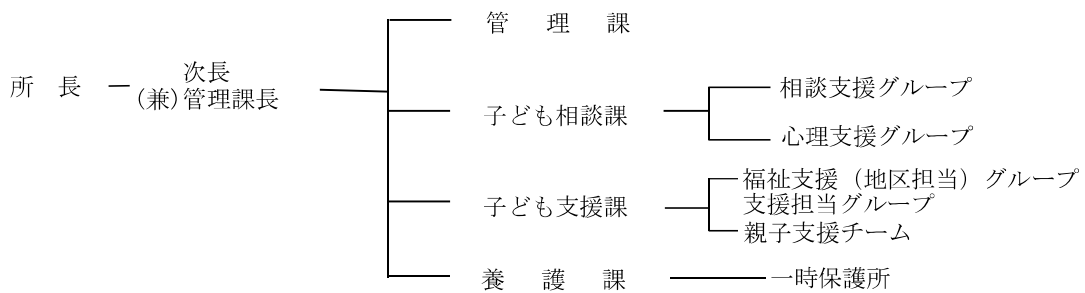 所 長
次長
(兼)管理課長
管 理 課
子ども相談課
相談支援グループ
心理支援グループ
子ども支援課
福祉支援（地区担当）グループ
支援担当グループ
親子支援チーム
養 護 課
一時保護所